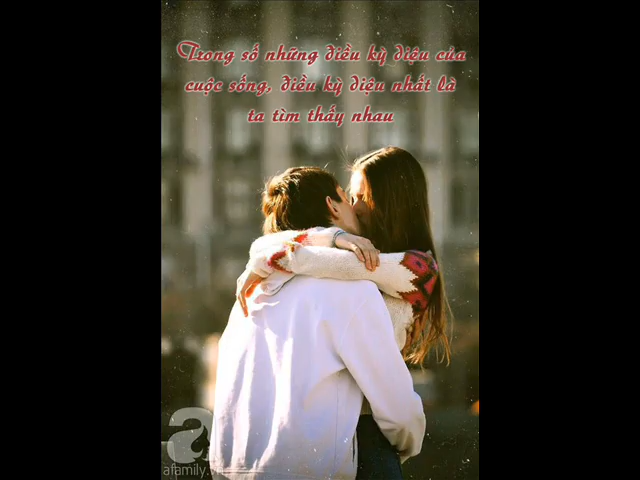 Trong số những điều kỳ diệu của
cuộc sống, điều kỳ diệu nhất là
ta tìm thấy nhau
a
afamily.vn